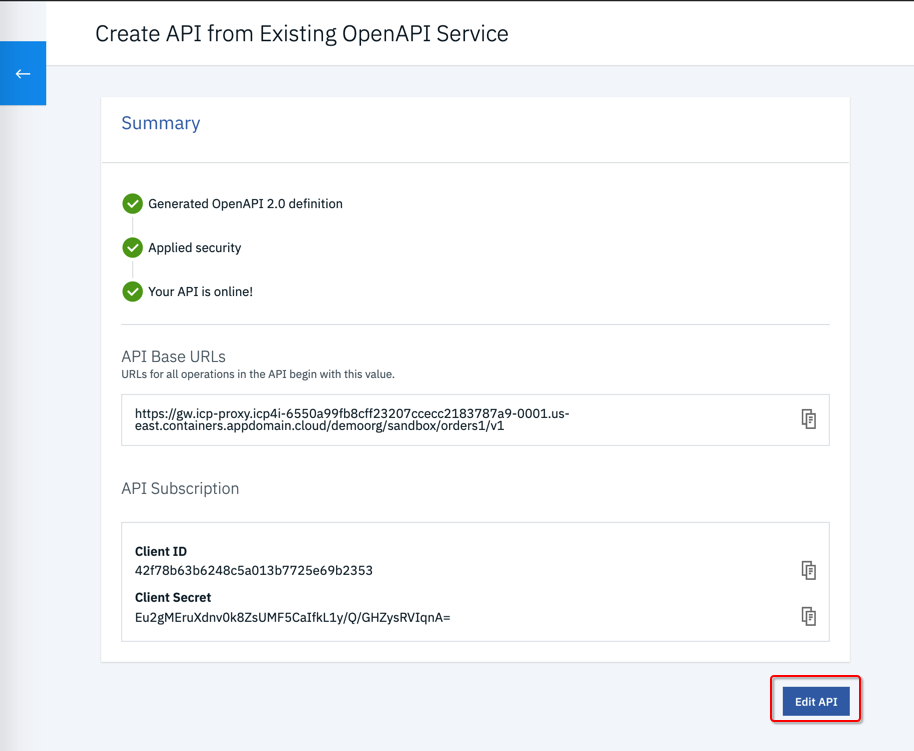 Create API from Existing OpenAPI Service
Summary
Generated OpenAPI 2.0 definition
Applied security
Your API is online!
API Base URLs
URLs for all operations in the API begin with this value.
https://gw.icp-proxy.icp4i-6550a99fb8cff23207ccecc2183787a9-0001.us-
east.containers.appdomain.cloud/demoorg/sandbox/orders1/v1
API Subscription
Client ID
42f78b63b6248c5a013b7725e69b2353
Client Secret
Eu2gMEruXdnv0k8ZsUMF5CaIfkL1y/Q/GHZysRVIqnA=
Edit API